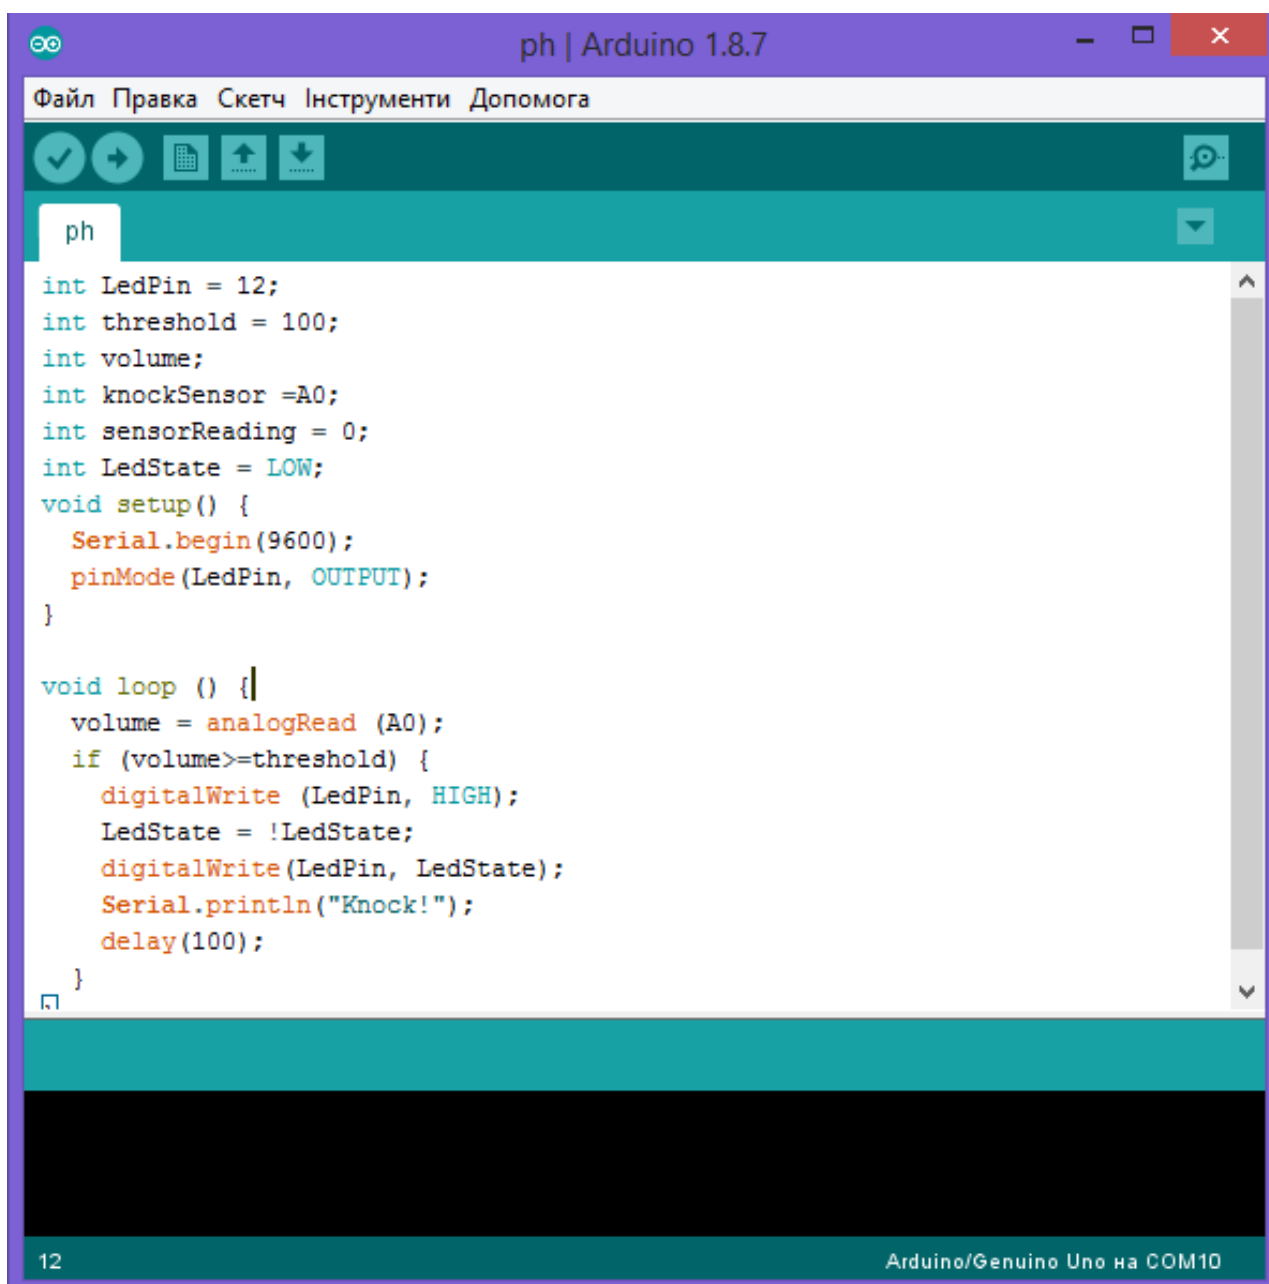 ph | Arduino 1.8.7
Файл Правка Скетч Інструменти Допомога
ph
int LedPin = 12;
int threshold = 100;
int volume;
int knockSensor =A0;
int sensorReading = 0;
int LedState = LOW;
void setup() {
  Serial.begin(9600);
  pinMode(LedPin, OUTPUT);
}
void loop () {
  volume = analogRead (A0);
  if (volume>=threshold) {
    digitalWrite (LedPin, HIGH);
    LedState = !LedState;
    digitalWrite(LedPin, LedState);
    Serial.println("Knock!");
    delay(100);
  }
12
Arduino/Genuino Uno на COM10